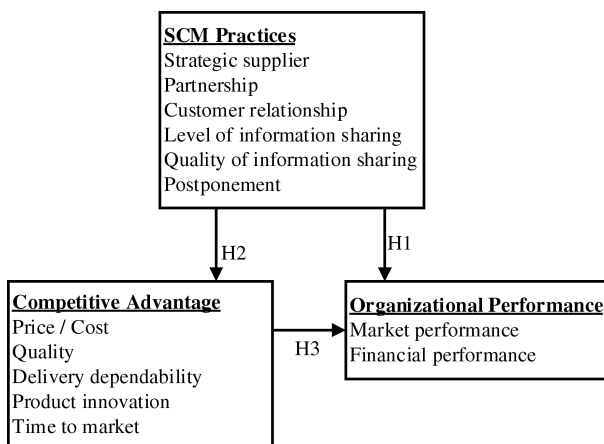 SCM Practices
Strategic supplier
Partnership
Customer relationship
Level of information sharing
Quality of information sharing
Postponement
H2
H1
Competitive Advantage
Price / Cost
Quality
Delivery dependability
Product innovation
Time to market
H3
Organizational Performance
Market performance
Financial performance